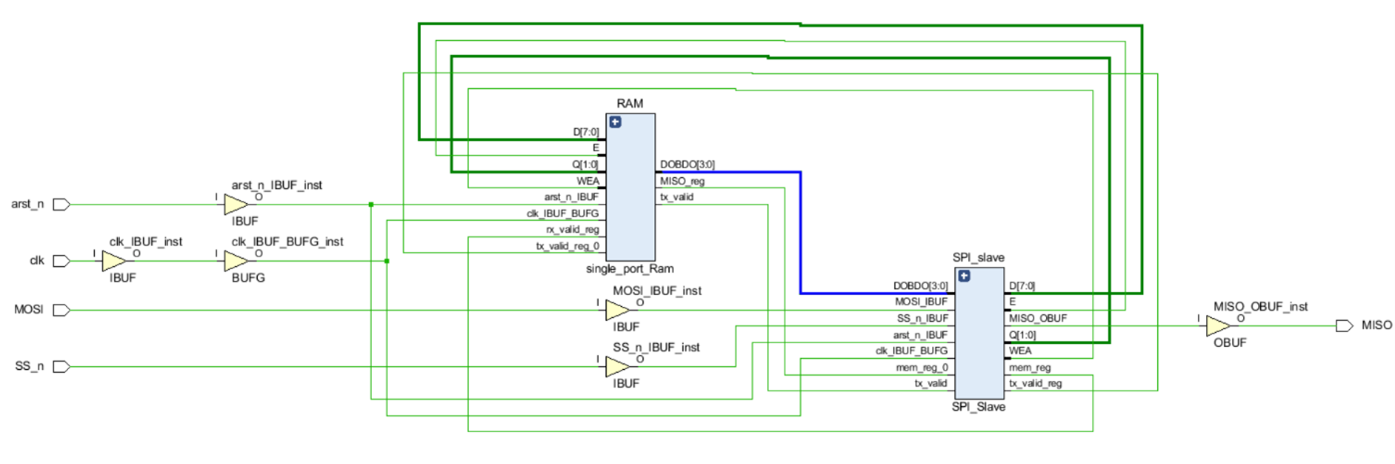 RAM
D[7:0]
E
Q[1:0]
WEA
arst_n_IBUF
clk_IBUF_BUFG
rx_valid_reg
tx_valid_reg_0
DOBDO[3:0]
MISO_reg
tx_valid
single_port_Ram
arst_n
I
O
arst_n_IBUF_inst
IBUF
clk
I
O
clk_IBUF_inst
IBUF
I
O
clk_IBUF_BUFG_inst
BUFG
MOSI
I
O
MOSI_IBUF_inst
IBUF
SS_n
I
O
SS_n_IBUF_inst
IBUF
SPI_slave
DOBDO[3:0]
MOSI_IBUF
SS_n_IBUF
arst_n_IBUF
clk_IBUF_BUFG
mem_reg_0
tx_valid
D[7:0]
E
MISO_OBUF
Q[1:0]
WEA
mem_reg
tx_valid_reg
SPI_Slave
I
O
MISO_OBUF_inst
OBUF
MISO